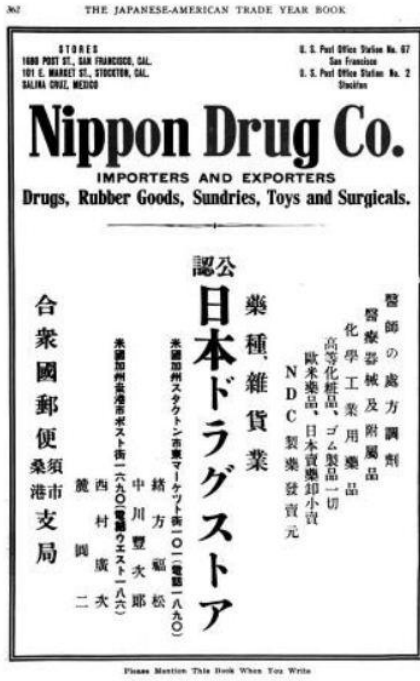 362
THE JAPANESE-AMERICAN TRADE YEAR BOOK
STORES
1690 POST ST., SAN FRANCISCO, CAL.
101 E. MARKET ST., STOCKTON, CAL.
SALINA CRUZ, MEXICO
U. S. Post Office Station No. 67
San Francisco
U. S. Post Office Station No. 2
Stockton
Nippon Drug Co.
IMPORTERS AND EXPORTERS
Drugs, Rubber Goods, Sundries, Toys and Surgicals.
醫師の處方調劑
醫療器械及附屬品
化學工業用藥品
高等化粧品、ゴム製品一切
歐米藥品、日本賣藥卸小賣
NDC製藥發賣元
藥種、雜貨業
公認
日本ドラグストア
米國加州スタクトン市東マーケツト街一〇一(電話一八九〇)
緒方福松
中川豐次郎
米國加州桑港市ポスト街一六九〇(電話ウエスト一八六)
西村廣次
籠圓二
合衆國郵便
須市
桑港
支局
Please Mention This Book When You Write